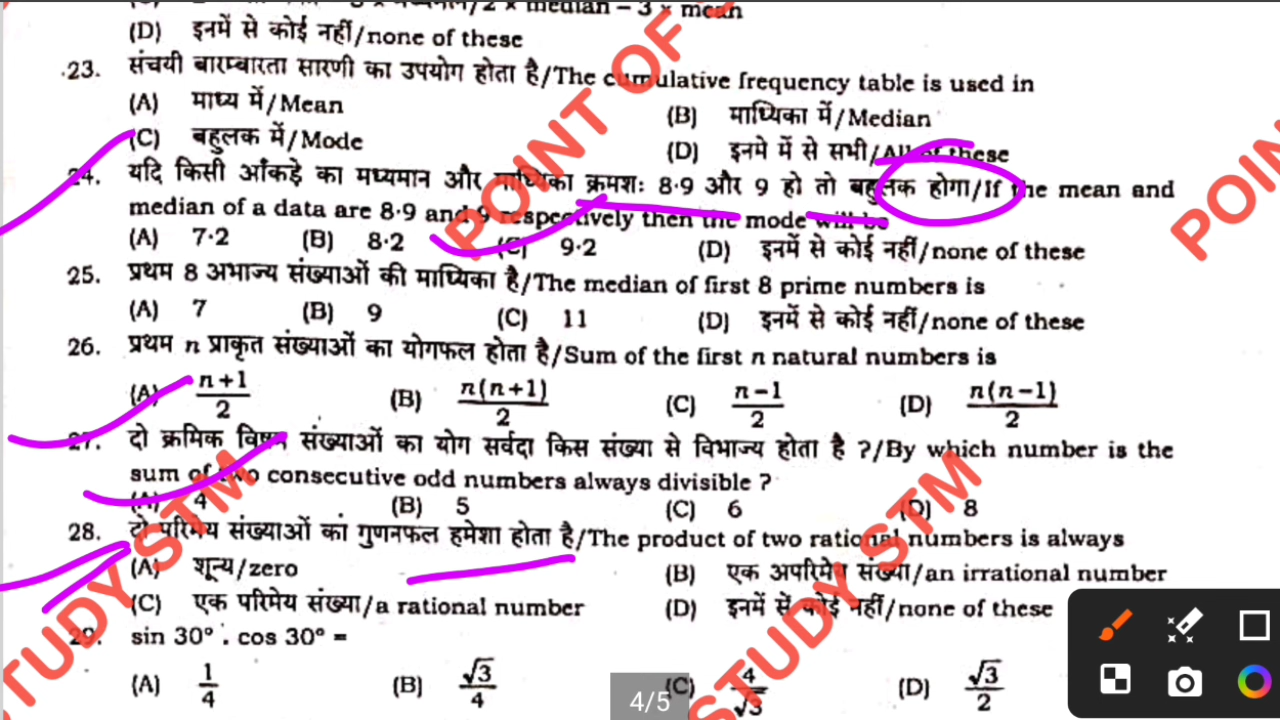 × median – 3 × mean
(D) इनमें से कोई नहीं/none of these
23. संचयी बारम्बारता सारणी का उपयोग होता है/The cumulative frequency table is used in
(A) माध्य में/Mean (B) माध्यिका में/Median
(C) बहुलक में/Mode (D) इनमे में से सभी/All of these
24. यदि किसी आँकड़े का मध्यमान और माध्यिका क्रमशः 8·9 और 9 हो तो बहुलक होगा/If the mean and
median of a data are 8·9 and 9 respectively then the mode will be
(A) 7·2 (B) 8·2 (C) 9·2 (D) इनमें से कोई नहीं/none of these
25. प्रथम 8 अभाज्य संख्याओं की माध्यिका है/The median of first 8 prime numbers is
(A) 7 (B) 9 (C) 11 (D) इनमें से कोई नहीं/none of these
26. प्रथम n प्राकृत संख्याओं का योगफल होता है/Sum of the first n natural numbers is
(A) n+1/2 (B) n(n+1)/2 (C) n−1/2 (D) n(n−1)/2
27. दो क्रमिक विषम संख्याओं का योग सर्वदा किस संख्या से विभाज्य होता है ?/By which number is the
sum of two consecutive odd numbers always divisible ?
(A) 4 (B) 5 (C) 6 (D) 8
28. दो परिमेय संख्याओं का गुणनफल हमेशा होता है/The product of two rational numbers is always
(A) शून्य/zero (B) एक अपरिमेय संख्या/an irrational number
(C) एक परिमेय संख्या/a rational number (D) इनमें से कोई नहीं/none of these
29. sin 30° . cos 30° =
(A) 1/4 (B) √3/4 (C) 4/√3 (D) √3/2
4/5
POINT OF
POIN
STUDY STM
STUDY STM